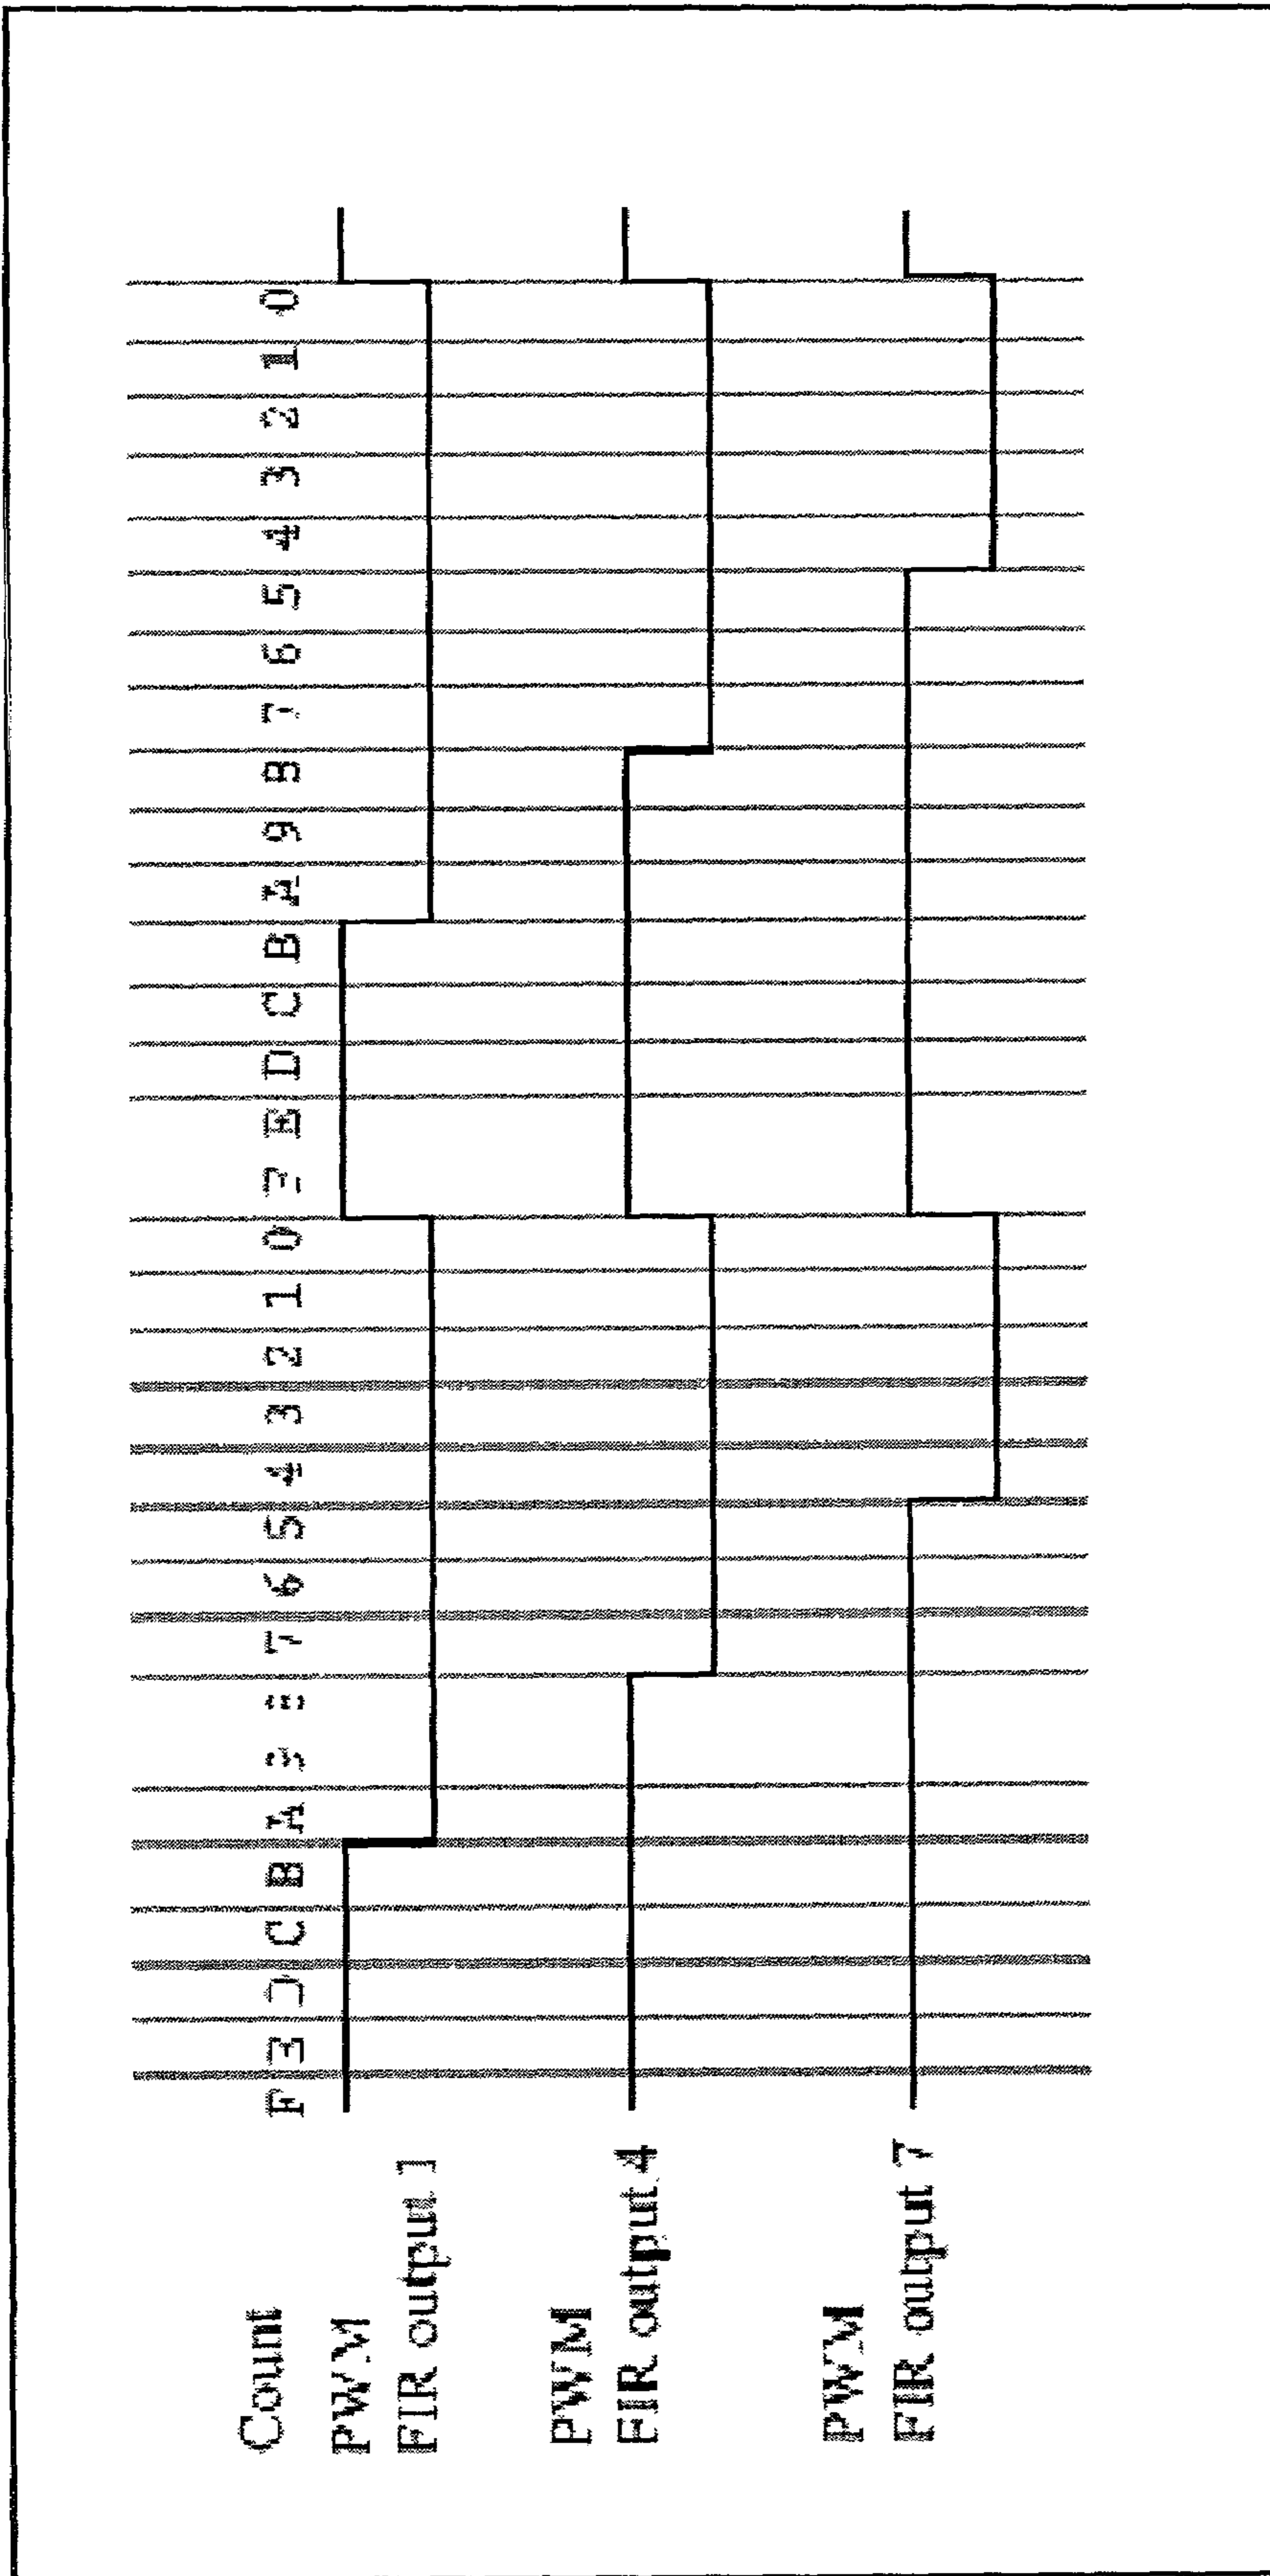 Count F E D C B A 9 8 7 6 5 4 3 2 1 0 F E D C B A 9 8 7 6 5 4 3 2 1 0
PWM
FIR output 1
PWM
FIR output 4
PWM
FIR output 7